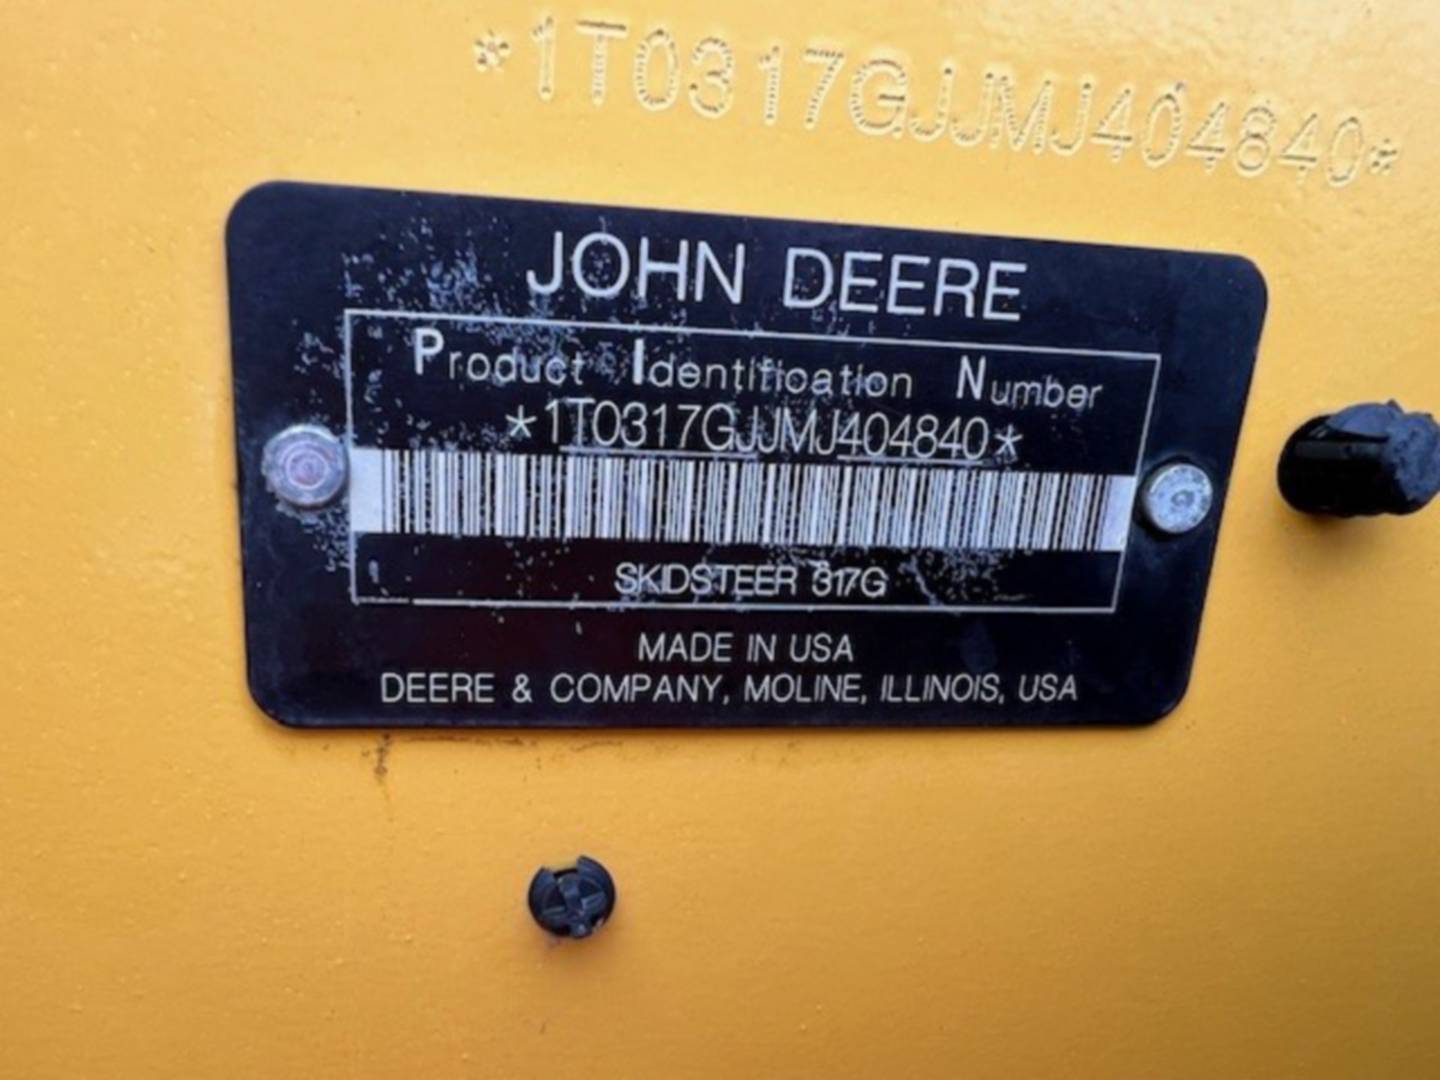 *1T0317GJJMJ404840*
JOHN DEERE
Product Identification Number
*1T0317GJJMJ404840*
SKIDSTEER 317G
MADE IN USA
DEERE & COMPANY, MOLINE, ILLINOIS, USA